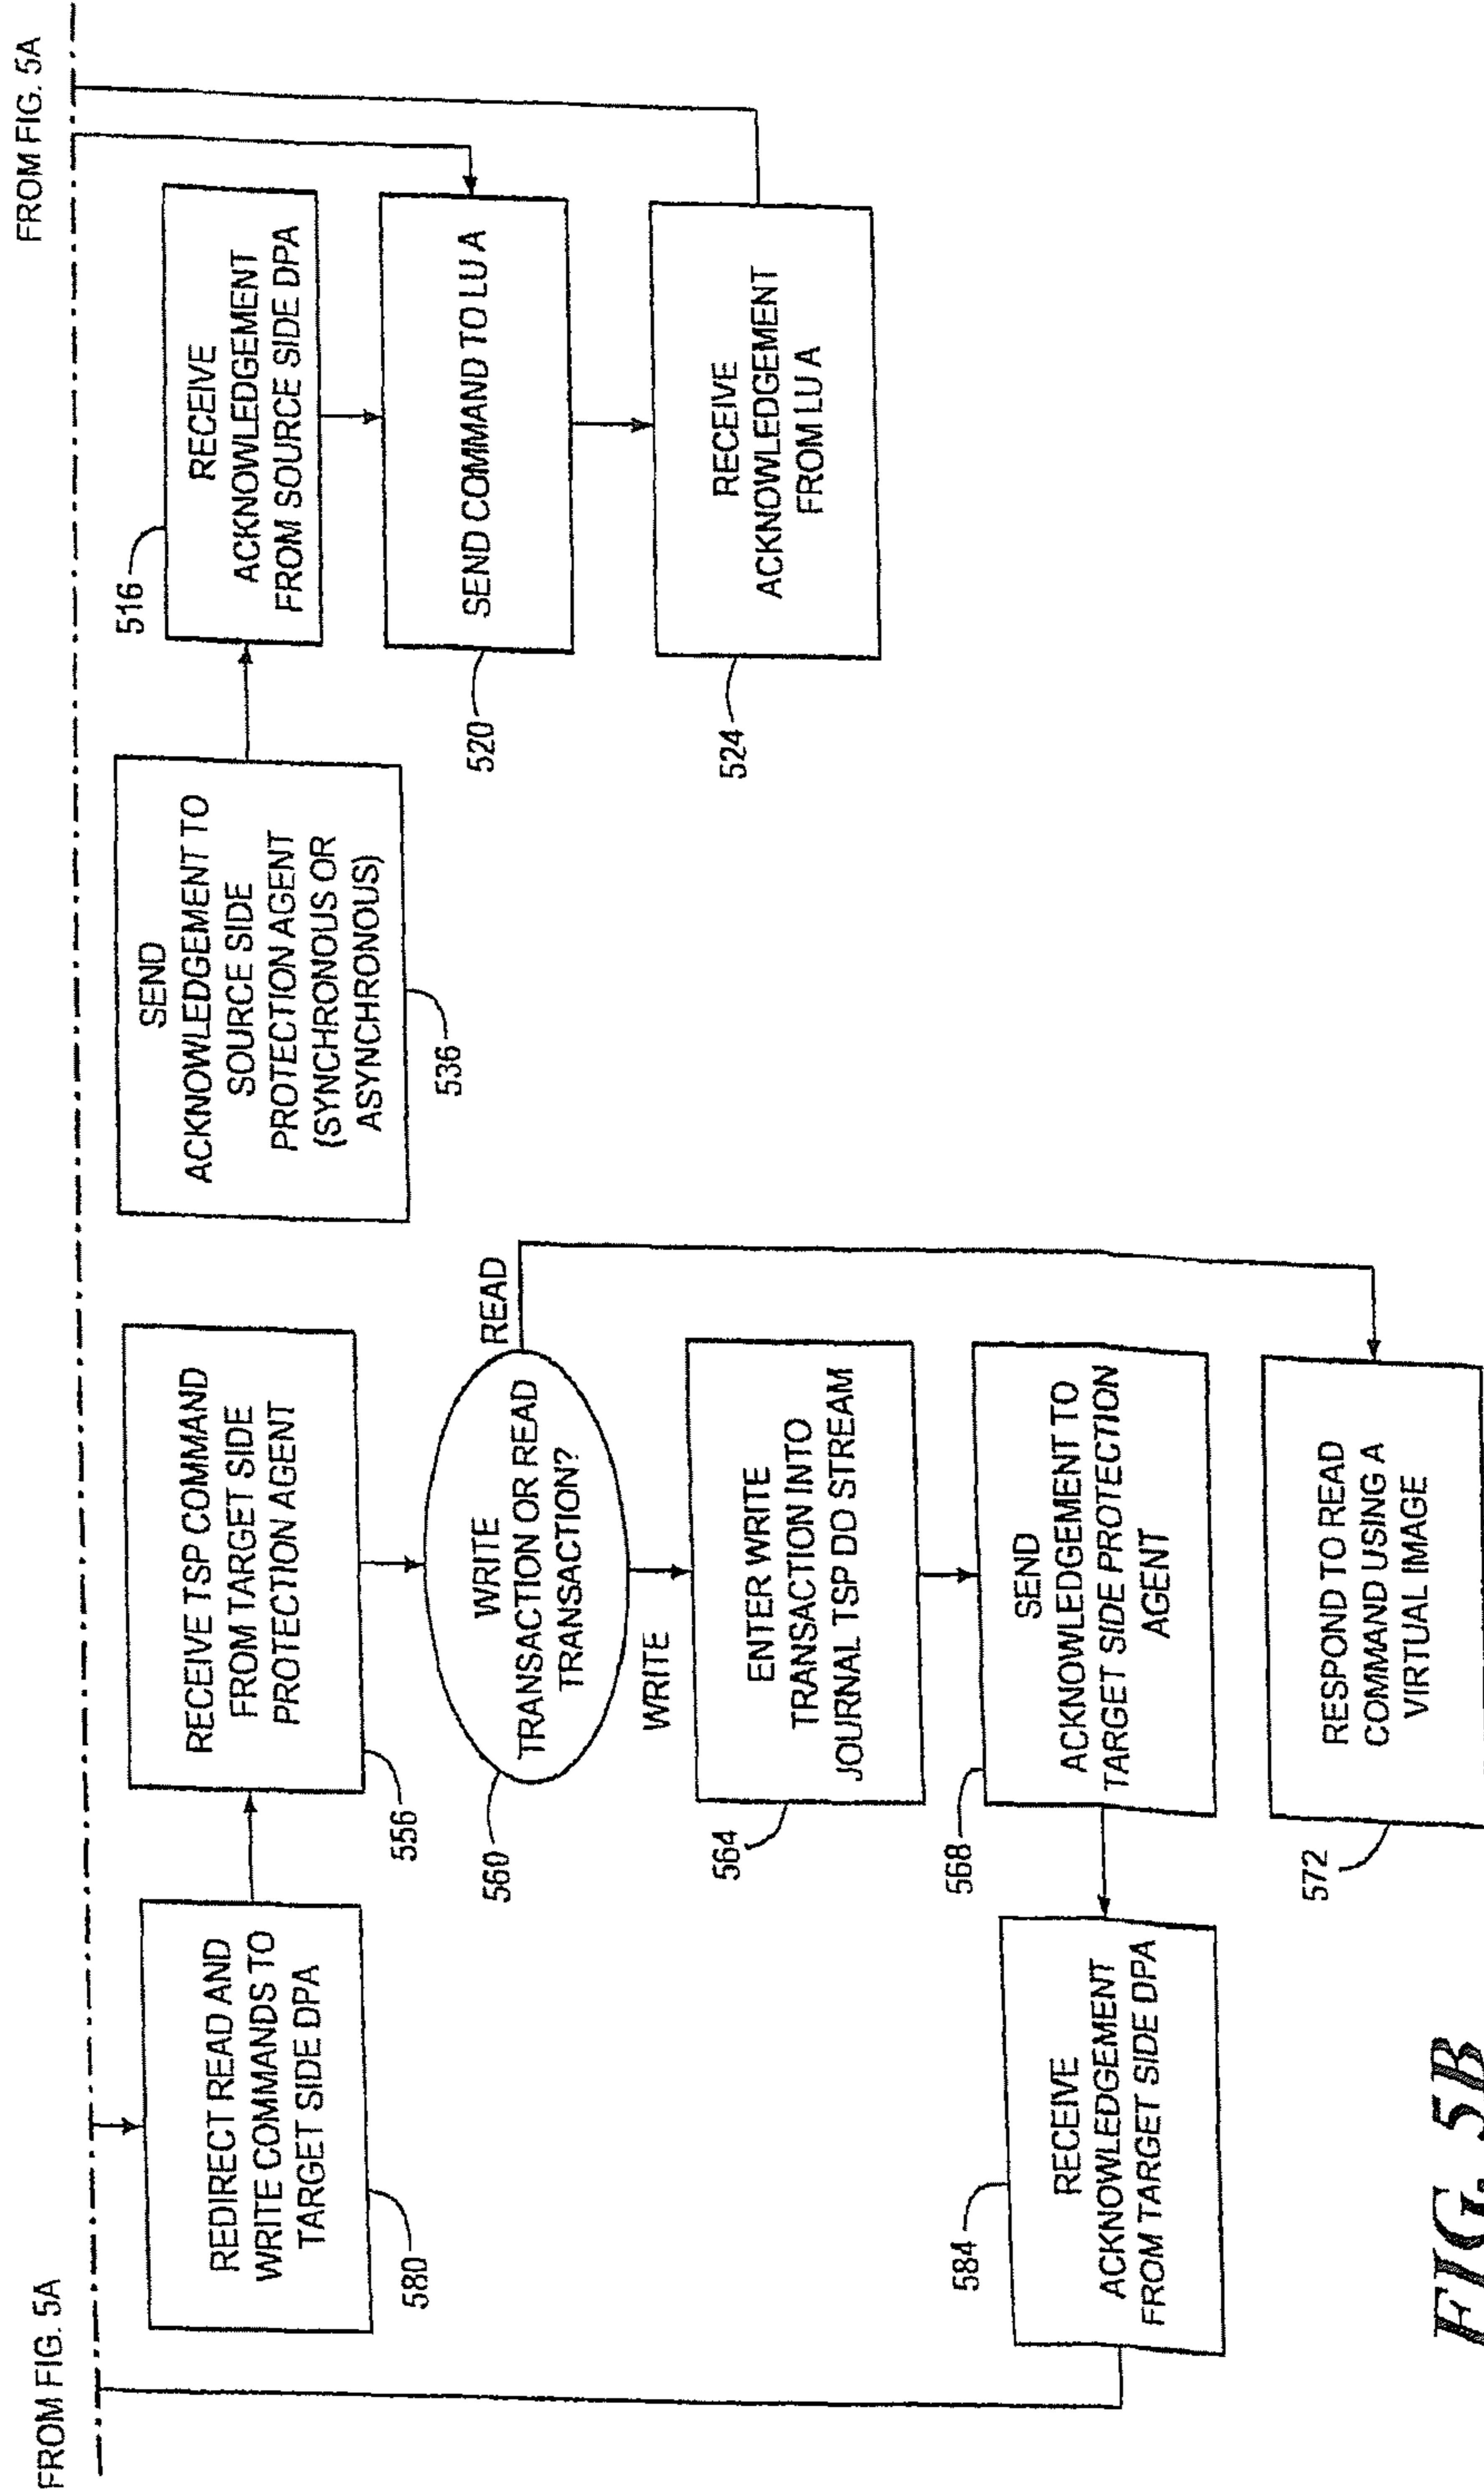 FROM FIG. 5A
FROM FIG. 5A
REDIRECT READ AND
WRITE COMMANDS TO
TARGET SIDE DPA
580
RECEIVE TSP COMMAND
FROM TARGET SIDE
PROTECTION AGENT
556
WRITE
TRANSACTION OR READ
TRANSACTION?
560
READ
WRITE
ENTER WRITE
TRANSACTION INTO
JOURNAL TSP DO STREAM
564
SEND
ACKNOWLEDGEMENT TO
TARGET SIDE PROTECTION
AGENT
568
RESPOND TO READ
COMMAND USING A
VIRTUAL IMAGE
572
RECEIVE
ACKNOWLEDGEMENT
FROM TARGET SIDE DPA
584
SEND
ACKNOWLEDGEMENT TO
SOURCE SIDE
PROTECTION AGENT
(SYNCHRONOUS OR
ASYNCHRONOUS)
536
RECEIVE
ACKNOWLEDGEMENT
FROM SOURCE SIDE DPA
516
SEND COMMAND TO LU A
520
RECEIVE
ACKNOWLEDGEMENT
FROM LU A
524
FIG. 5B